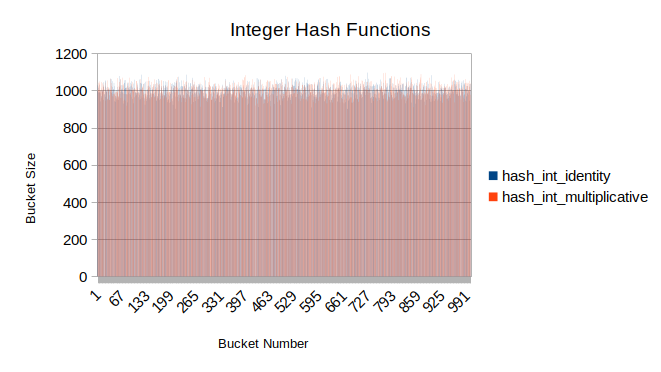 Integer Hash Functions
1200
1000
800
600
400
200
0
Bucket Size
hash_int_identity
hash_int_multiplicative
1 67 133 199 265 331 397 463 529 595 661 727 793 859 925 991
Bucket Number